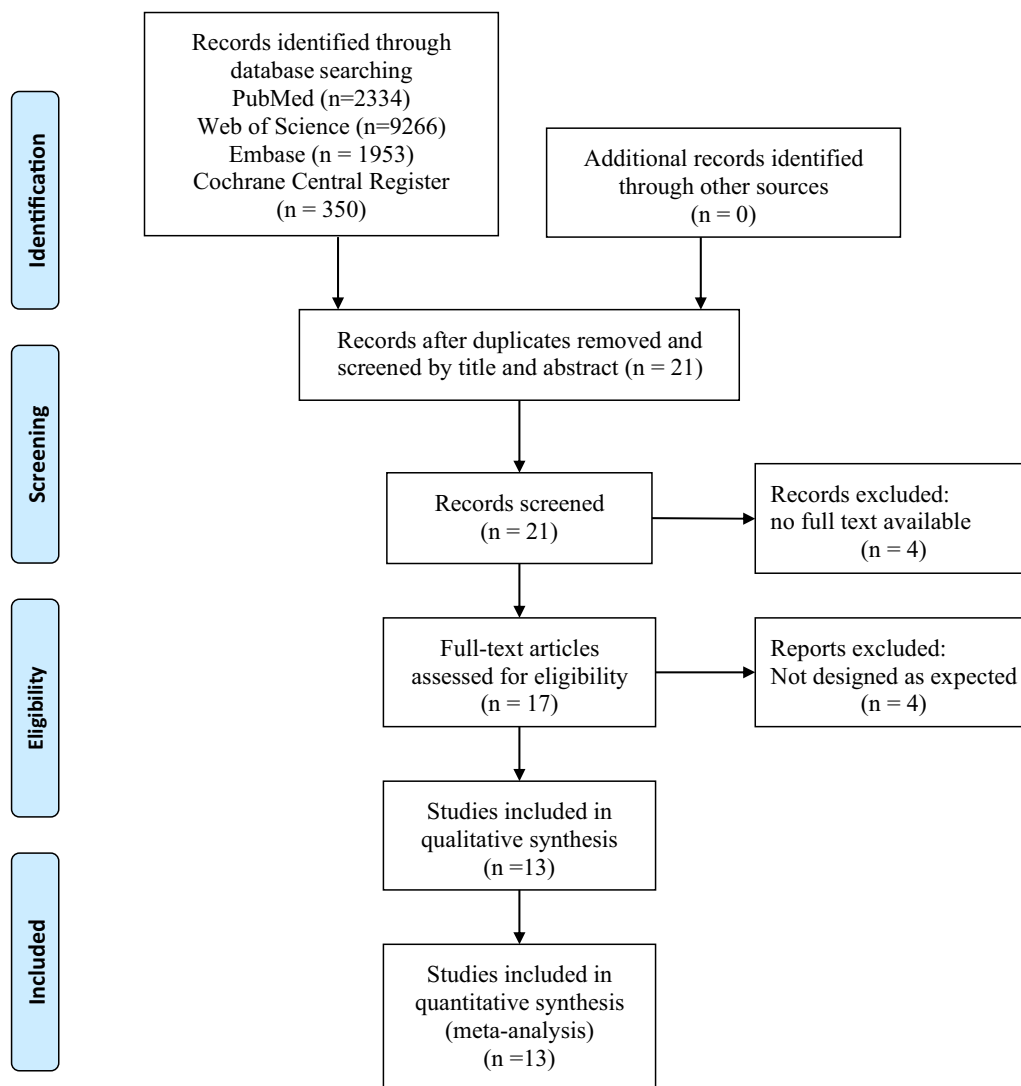 Identification
Records identified through
database searching
PubMed (n=2334)
Web of Science (n=9266)
Embase (n = 1953)
Cochrane Central Register
(n = 350)
Additional records identified
through other sources
(n = 0)
Records after duplicates removed and
screened by title and abstract (n = 21)
Screening
Records screened
(n = 21)
Records excluded:
no full text available
(n = 4)
Eligibility
Full-text articles
assessed for eligibility
(n = 17)
Reports excluded:
Not designed as expected
(n = 4)
Studies included in
qualitative synthesis
(n =13)
Included
Studies included in
quantitative synthesis
(meta-analysis)
(n =13)